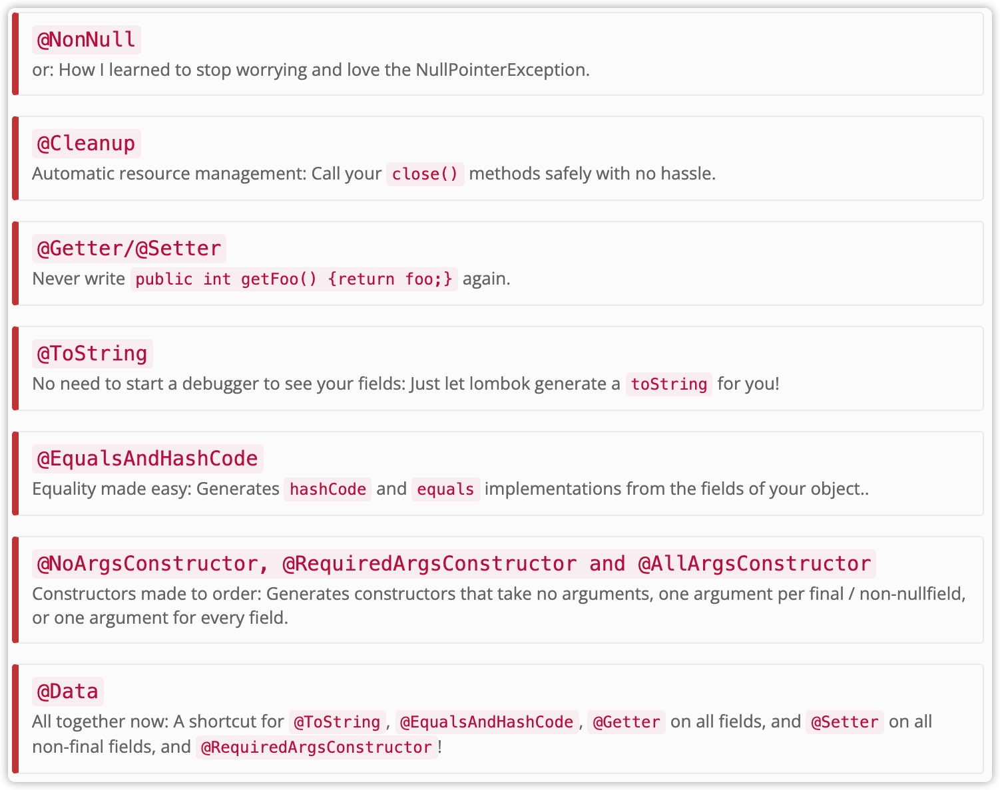 @NonNull
or: How I learned to stop worrying and love the NullPointerException.
@Cleanup
Automatic resource management: Call your close() methods safely with no hassle.
@Getter/@Setter
Never write public int getFoo() {return foo;} again.
@ToString
No need to start a debugger to see your fields: Just let lombok generate a toString for you!
@EqualsAndHashCode
Equality made easy: Generates hashCode and equals implementations from the fields of your object..
@NoArgsConstructor, @RequiredArgsConstructor and @AllArgsConstructor
Constructors made to order: Generates constructors that take no arguments, one argument per final / non-nullfield,
or one argument for every field.
@Data
All together now: A shortcut for @ToString, @EqualsAndHashCode, @Getter on all fields, and @Setter on all
non-final fields, and @RequiredArgsConstructor!